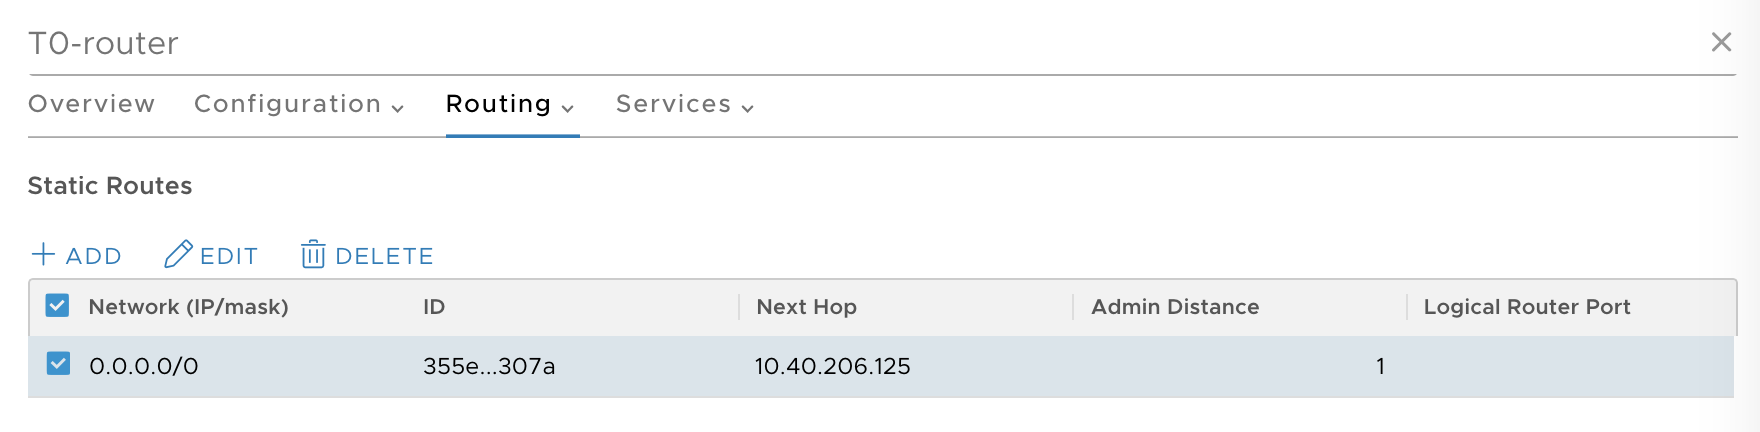 T0-router
Overview Configuration Routing Services
Static Routes
ADD EDIT DELETE
Network (IP/mask) ID Next Hop Admin Distance Logical Router Port
0.0.0.0/0 355e...307a 10.40.206.125 1